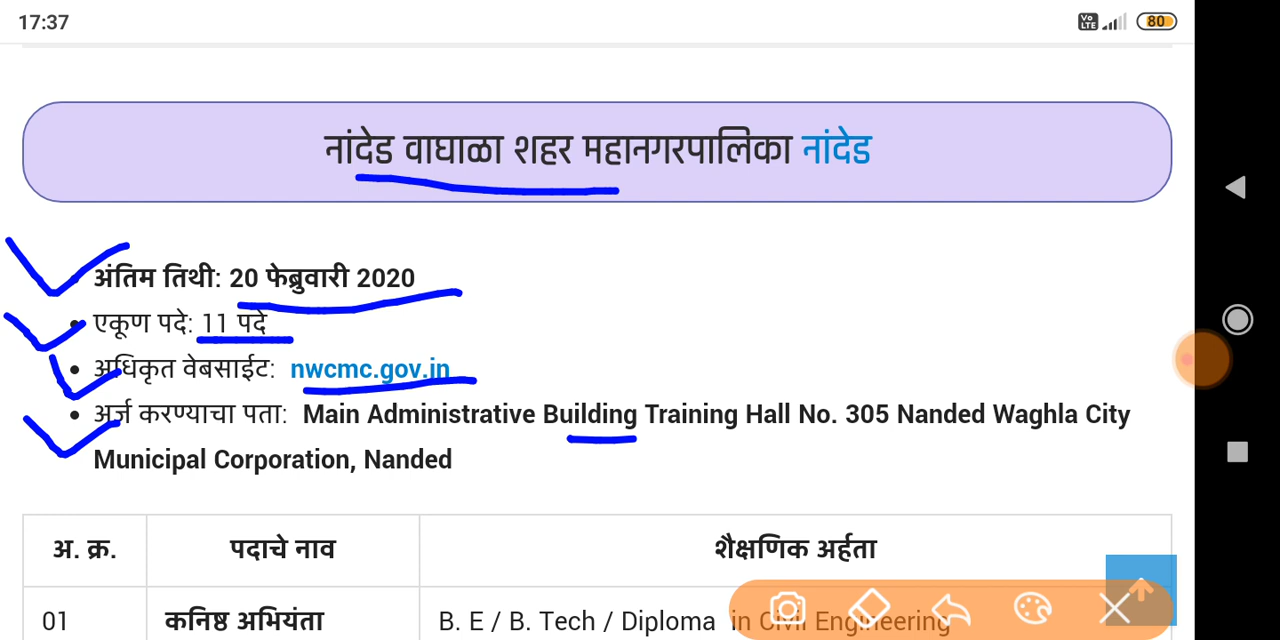 17:37
Vo LTE
80
नांदेड वाघाळा शहर महानगरपालिका नांदेड
अंतिम तिथी: 20 फेब्रुवारी 2020
एकूण पदे: 11 पदे
अधिकृत वेबसाईट: nwcmc.gov.in
अर्ज करण्याचा पता: Main Administrative Building Training Hall No. 305 Nanded Waghla City
Municipal Corporation, Nanded
अ. क्र. पदाचे नाव शैक्षणिक अर्हता
01 कनिष्ठ अभियंता B. E / B. Tech / Diploma in Civil Engineering